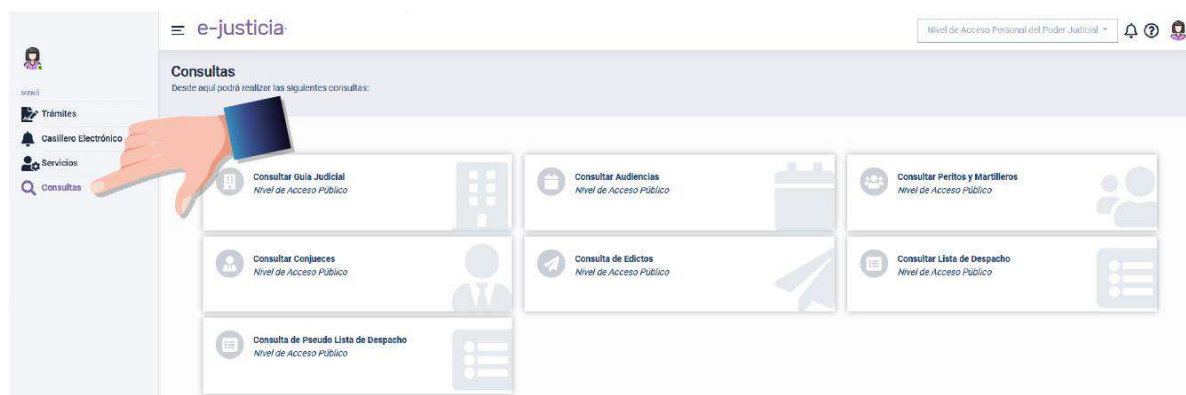 e-justicia
Nivel de Acceso Personal del Poder Judicial
Consultas
Desde aquí podrá realizar las siguientes consultas:
MENÚ
Trámites
Casillero Electrónico
Servicios
Consultas
Consultar Guia Judicial
Nivel de Acceso Público
Consultar Audiencias
Nivel de Acceso Público
Consultar Peritos y Martilleros
Nivel de Acceso Público
Consultar Conjueces
Nivel de Acceso Público
Consulta de Edictos
Nivel de Acceso Público
Consultar Lista de Despacho
Nivel de Acceso Público
Consulta de Pseudo Lista de Despacho
Nivel de Acceso Público